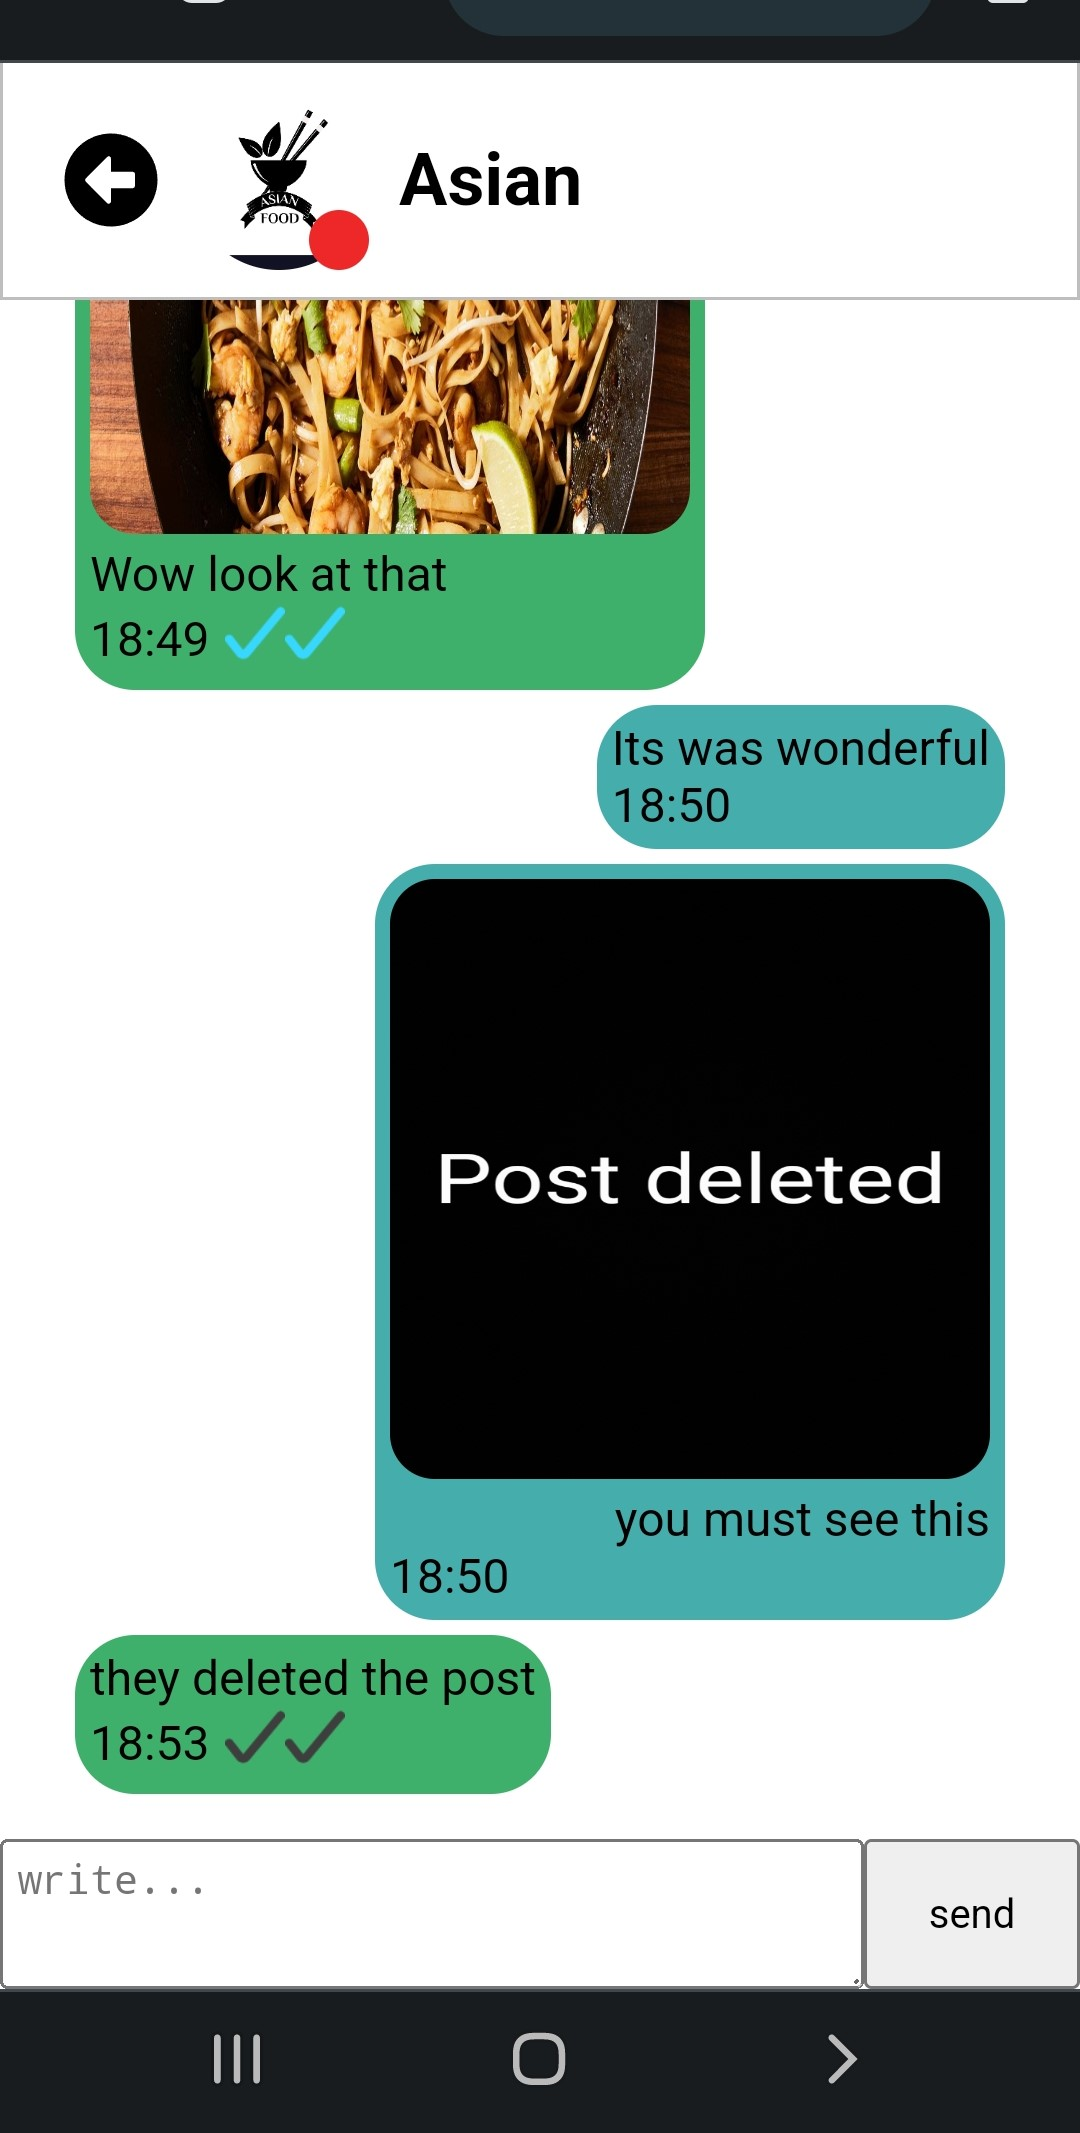 ASIAN
FOOD
Asian
Wow look at that
18:49
Its was wonderful
18:50
Post deleted
you must see this
18:50
they deleted the post
18:53
write...
send